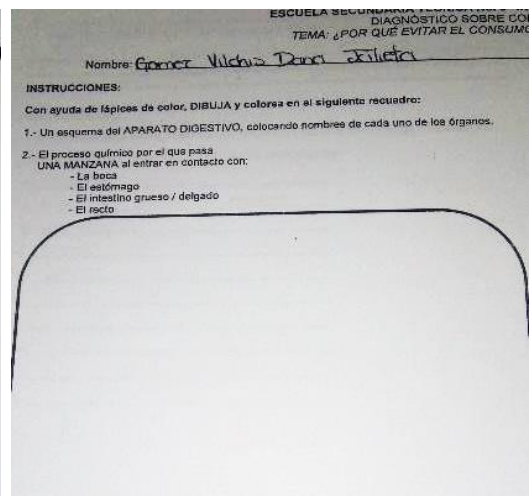 ESCUELA SECUNDARIA TÉCNICA
DIAGNÓSTICO SOBRE
TEMA: ¿POR QUÉ EVITAR EL CONSUMO
Nombre: Gomez Vilchis Dana Julieta
INSTRUCCIONES:
Con ayuda de lápices de color, DIBUJA y colorea en el siguiente recuadro:
1.- Un esquema del APARATO DIGESTIVO, colocando nombres de cada uno de los órganos.
2.- El proceso químico por el que pasa
UNA MANZANA al entrar en contacto con:
- La boca
- El estómago
- El intestino grueso / delgado
- El recto